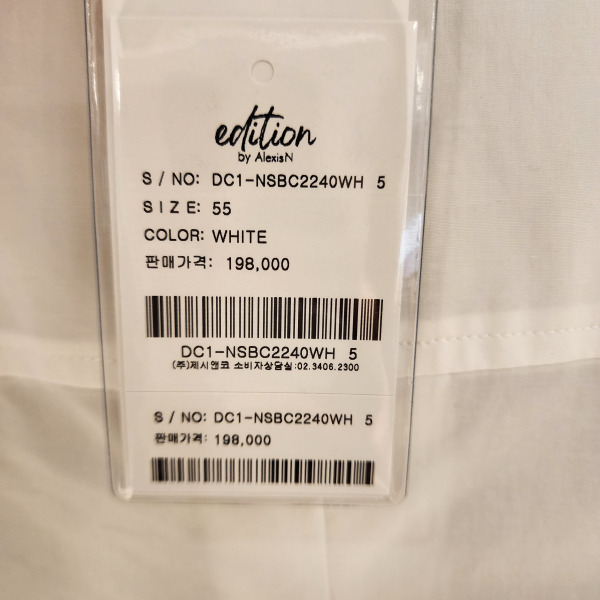 edition
by AlexisN
S / NO: DC1-NSBC2240WH 5
SIZE: 55
COLOR: WHITE
판매가격: 198,000
DC1-NSBC2240WH 5
(주)제시앤코 소비자상담실:02.3406.2300
S / NO: DC1-NSBC2240WH 5
판매가격: 198,000